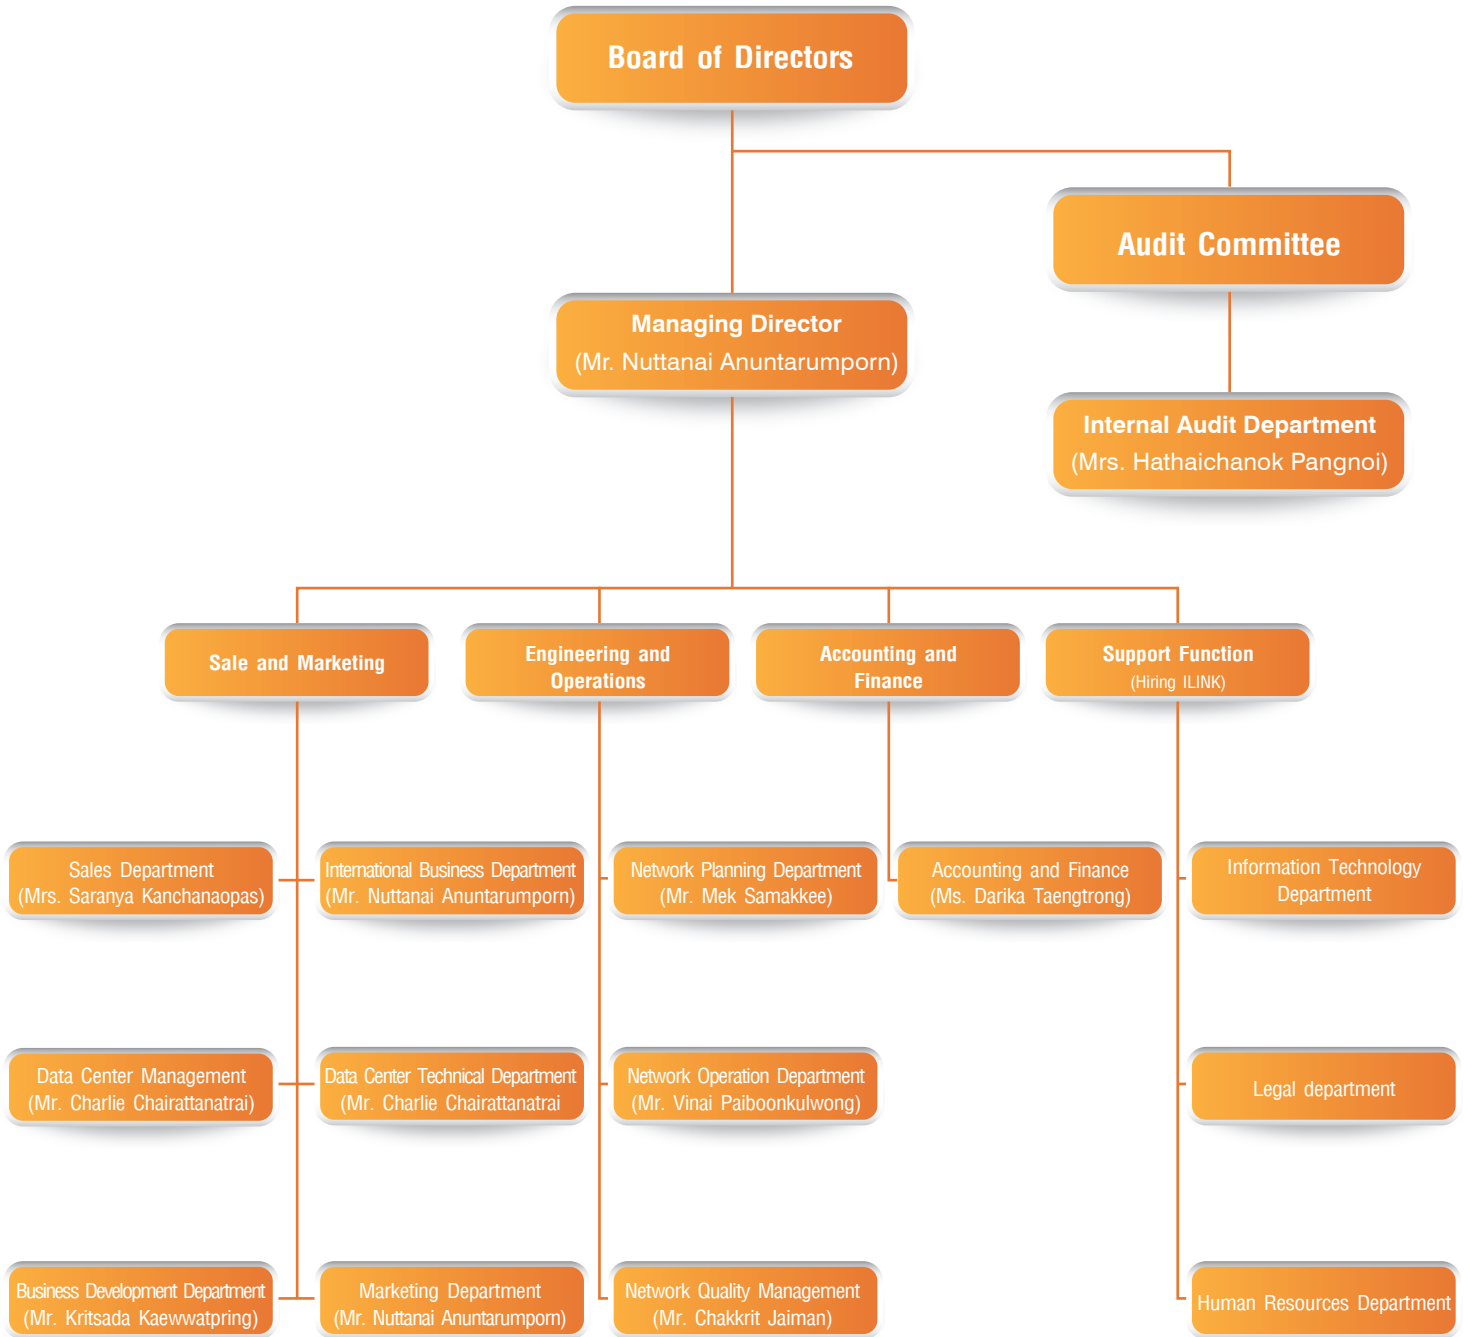 Board of Directors
Audit Committee
Managing Director
(Mr. Nuttanai Anuntarumporn)
Internal Audit Department
(Mrs. Hathaichanok Pangnoi)
Sale and Marketing
Engineering and
Operations
Accounting and
Finance
Support Function
(Hiring ILINK)
Sales Department
(Mrs. Saranya Kanchanaopas)
International Business Department
(Mr. Nuttanai Anuntarumporn)
Network Planning Department
(Mr. Mek Samakkee)
Accounting and Finance
(Ms. Darika Taengtrong)
Information Technology
Department
Data Center Management
(Mr. Charlie Chairattanatrai)
Data Center Technical Department
(Mr. Charlie Chairattanatrai
Network Operation Department
(Mr. Vinai Paiboonkulwong)
Legal department
Business Development Department
(Mr. Kritsada Kaewwatpring)
Marketing Department
(Mr. Nuttanai Anuntarumporn)
Network Quality Management
(Mr. Chakkrit Jaiman)
Human Resources Department